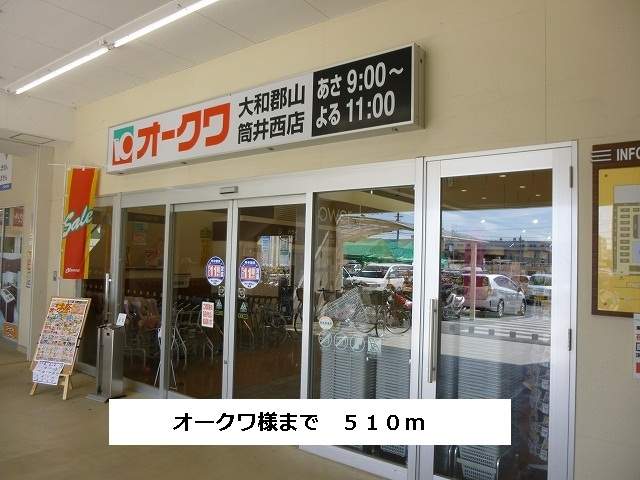 オークワ
大和郡山
筒井西店
あさ 9:00～
よる 11:00
INFO
Sale
オークワ様まで　５１０ｍ